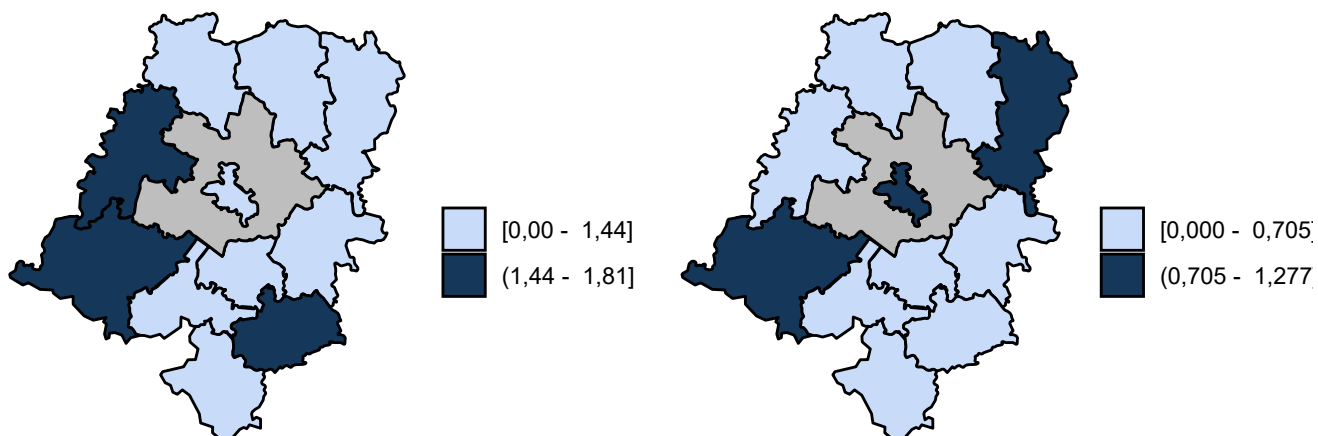 [0,00 - 1,44]
(1,44 - 1,81]
[0,000 - 0,705]
(0,705 - 1,277]